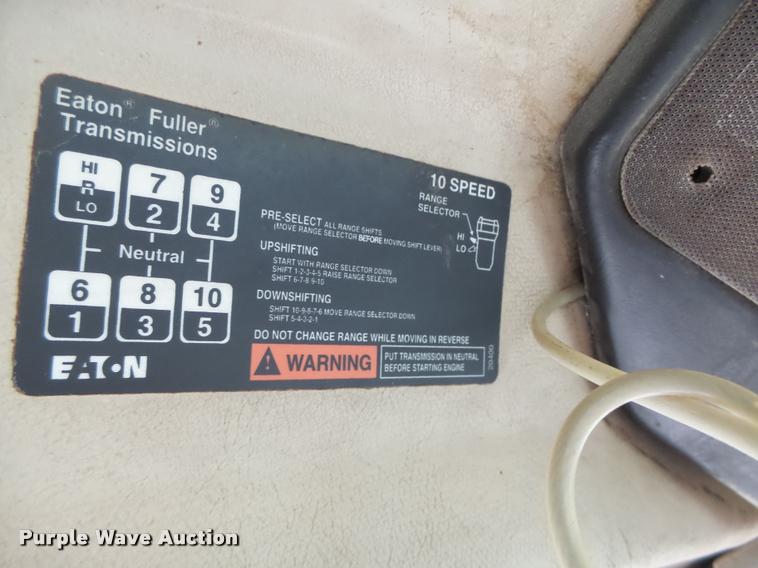 Eaton® Fuller®
Transmissions
10 SPEED
RANGE
SELECTOR
HI
LO
HI 7 9
R 2 4
LO
Neutral
6 8 10
1 3 5
EATON
PRE-SELECT ALL RANGE SHIFTS
(MOVE RANGE SELECTOR BEFORE MOVING SHIFT LEVER)
UPSHIFTING
START WITH RANGE SELECTOR DOWN
SHIFT 1-2-3-4-5 RAISE RANGE SELECTOR
SHIFT 6-7-8 9-10
DOWNSHIFTING
SHIFT 10-9-8-7-6 MOVE RANGE SELECTOR DOWN
SHIFT 5-4-3-2-1
DO NOT CHANGE RANGE WHILE MOVING IN REVERSE
WARNING
PUT TRANSMISSION IN NEUTRAL
BEFORE STARTING ENGINE
20400
Purple Wave Auction